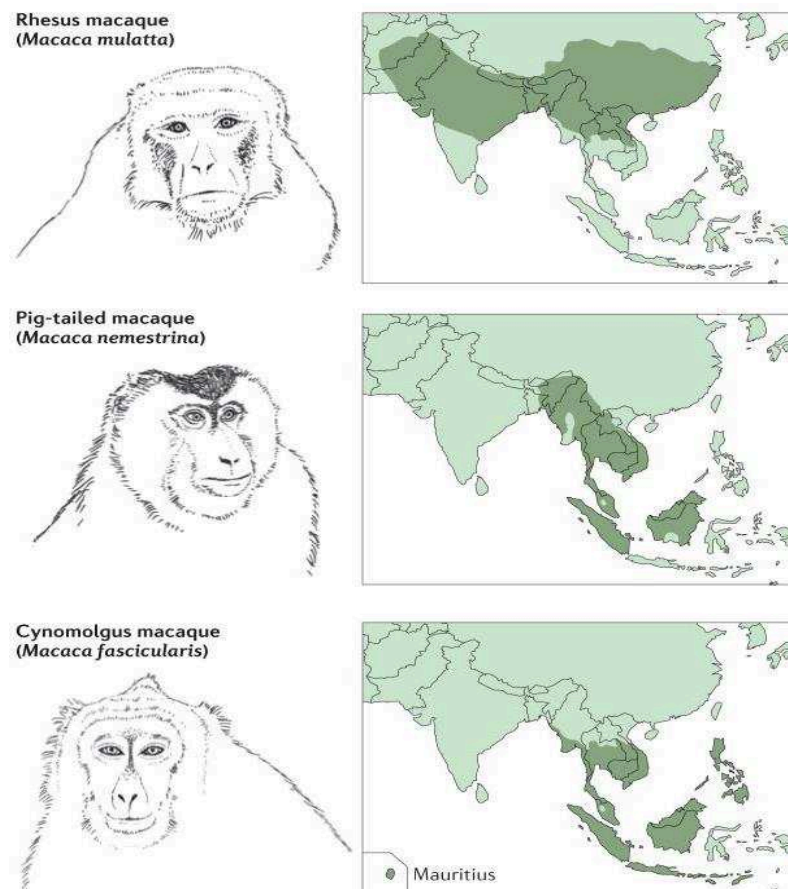 Rhesus macaque
(Macaca mulatta)
Pig-tailed macaque
(Macaca nemestrina)
Cynomolgus macaque
(Macaca fascicularis)
Mauritius